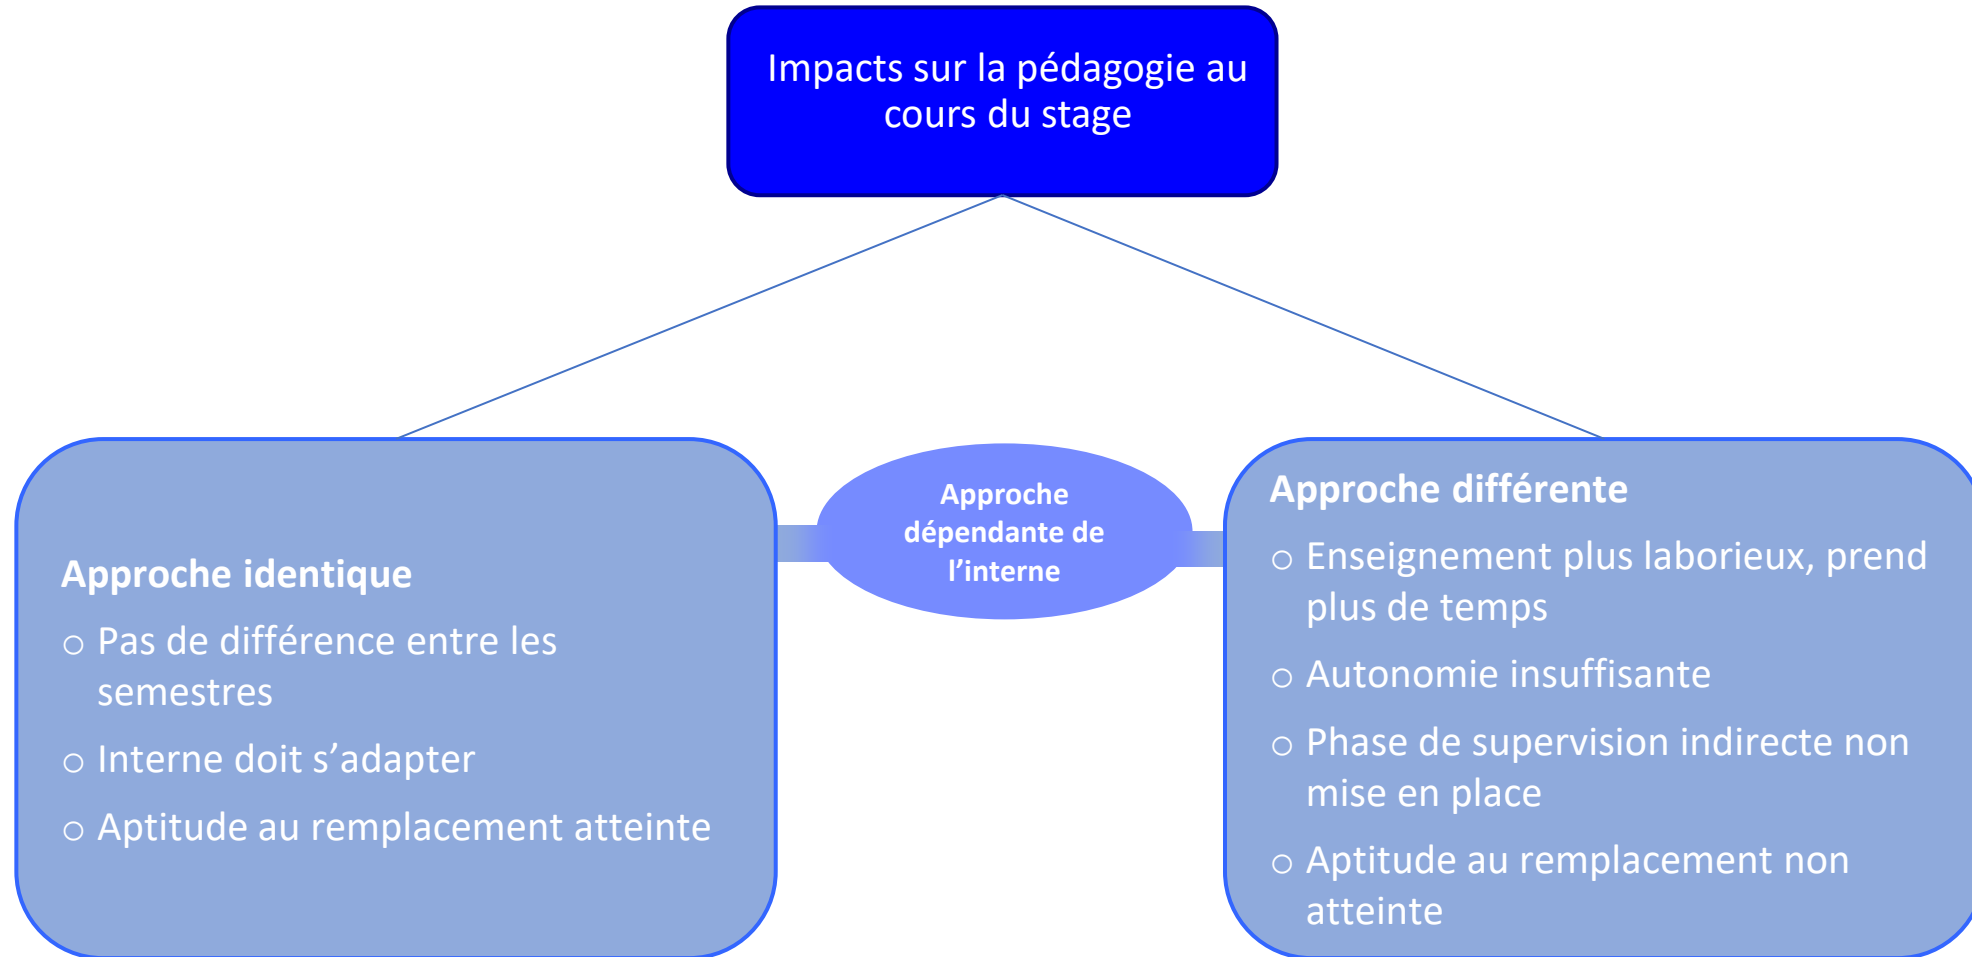 Impacts sur la pédagogie au
cours du stage
Approche identique
o Pas de différence entre les
semestres
o Interne doit s’adapter
o Aptitude au remplacement atteinte
Approche
dépendante de
l’interne
Approche différente
o Enseignement plus laborieux, prend
plus de temps
o Autonomie insuffisante
o Phase de supervision indirecte non
mise en place
o Aptitude au remplacement non
atteinte